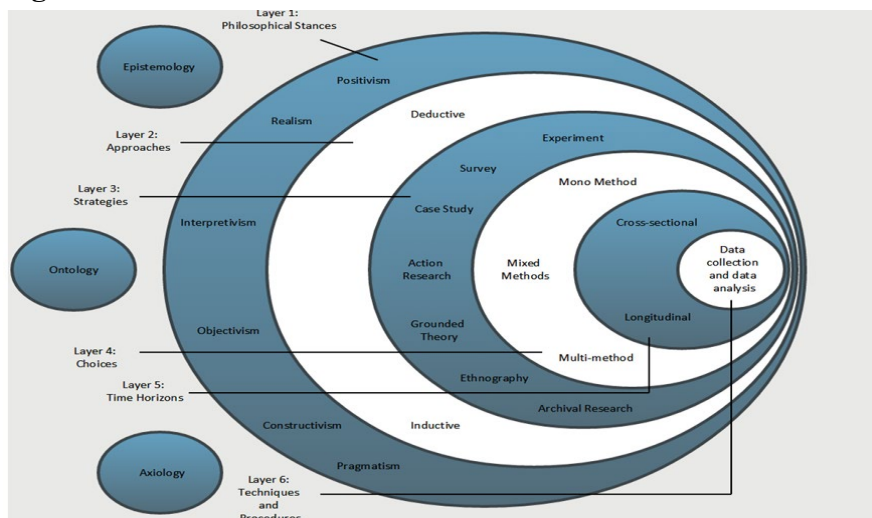 Layer 1:
Philosophical Stances
Epistemology
Positivism
Realism
Deductive
Layer 2:
Approaches
Experiment
Survey
Mono Method
Layer 3:
Strategies
Case Study
Interpretivism
Cross-sectional
Ontology
Action
Research
Mixed
Methods
Data
collection
and data
analysis
Longitudinal
Objectivism
Grounded
Theory
Layer 4:
Choices
Multi-method
Ethnography
Layer 5:
Time Horizons
Archival Research
Constructivism
Inductive
Axiology
Pragmatism
Layer 6:
Techniques
and
Procedures